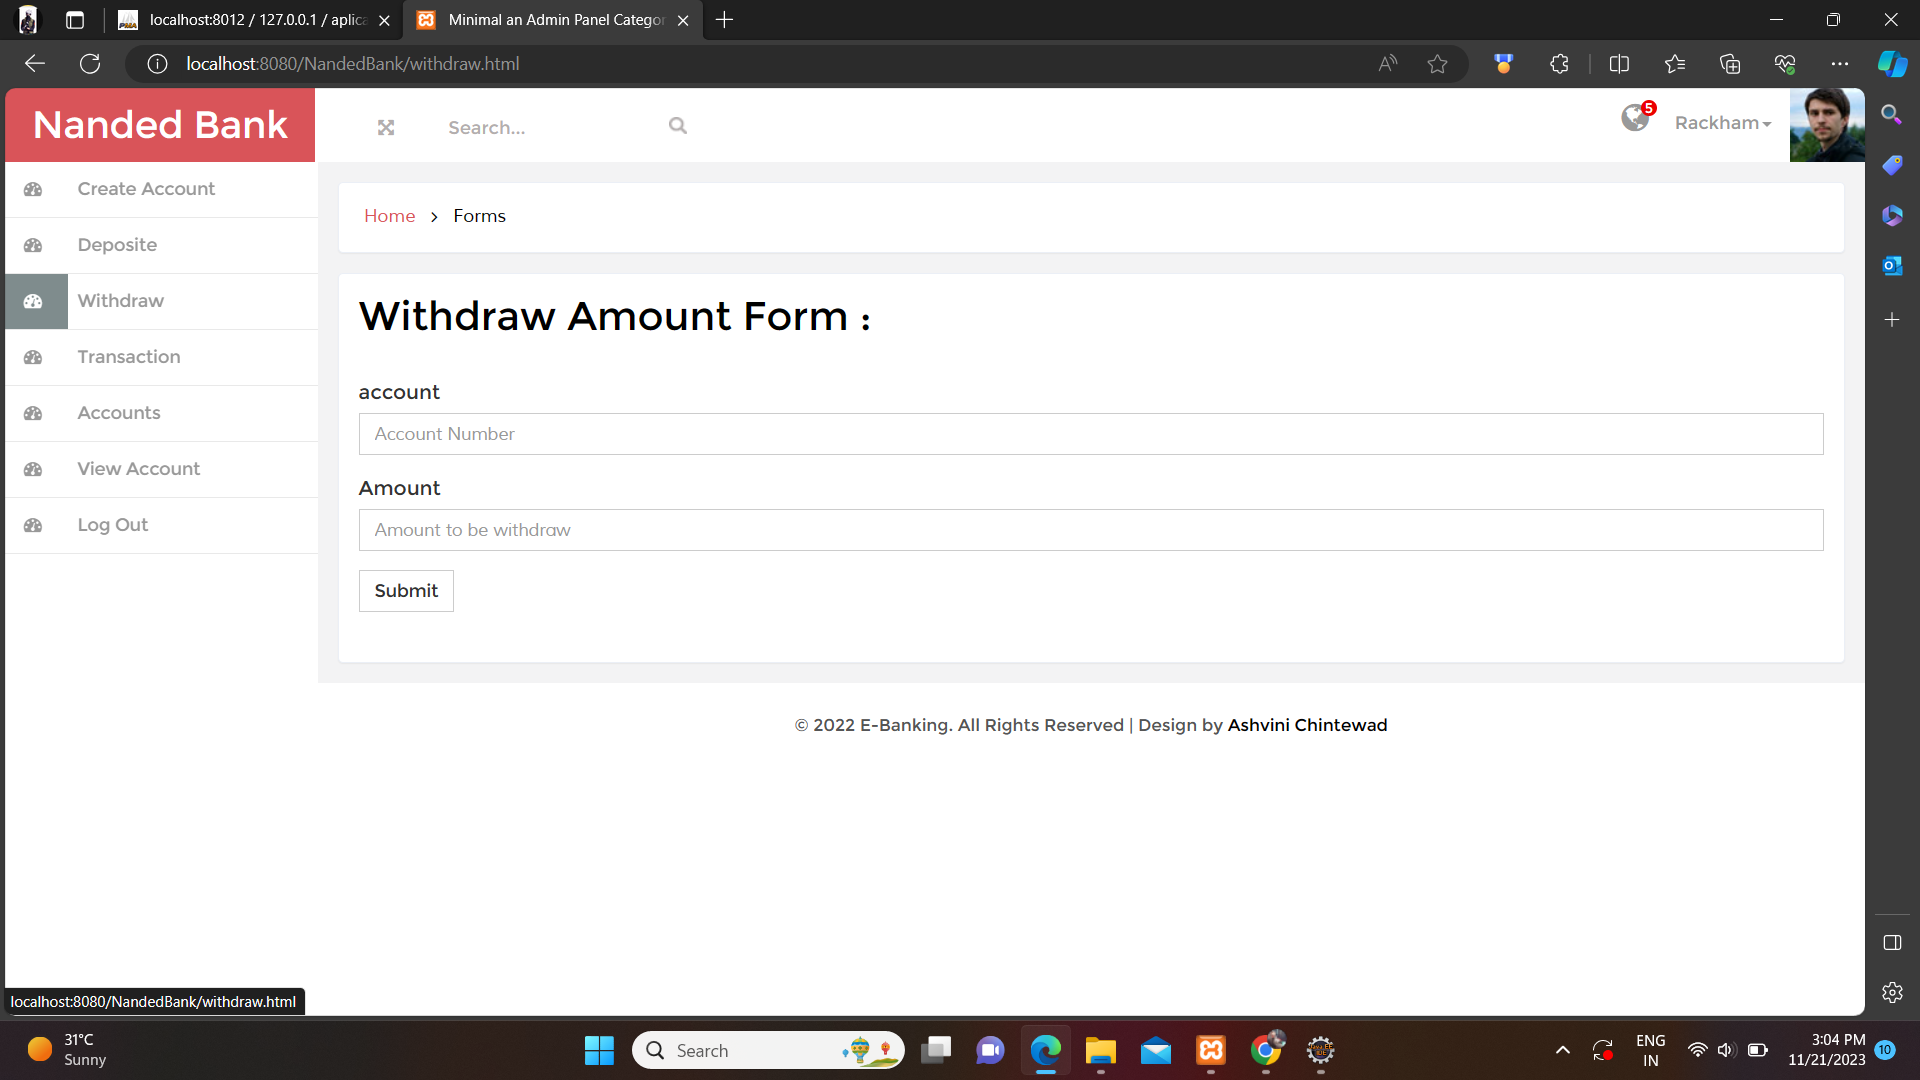 localhost:8012 / 127.0.0.1 / aplica
Minimal an Admin Panel Categor
localhost:8080/NandedBank/withdraw.html
Nanded Bank
Search...
5
Rackham
Create Account
Deposite
Withdraw
Transaction
Accounts
View Account
Log Out
Home > Forms
Withdraw Amount Form :
account
Account Number
Amount
Amount to be withdraw
Submit
© 2022 E-Banking. All Rights Reserved | Design by Ashvini Chintewad
localhost:8080/NandedBank/withdraw.html
31°C
Sunny
Search
ENG
IN
3:04 PM
11/21/2023
10